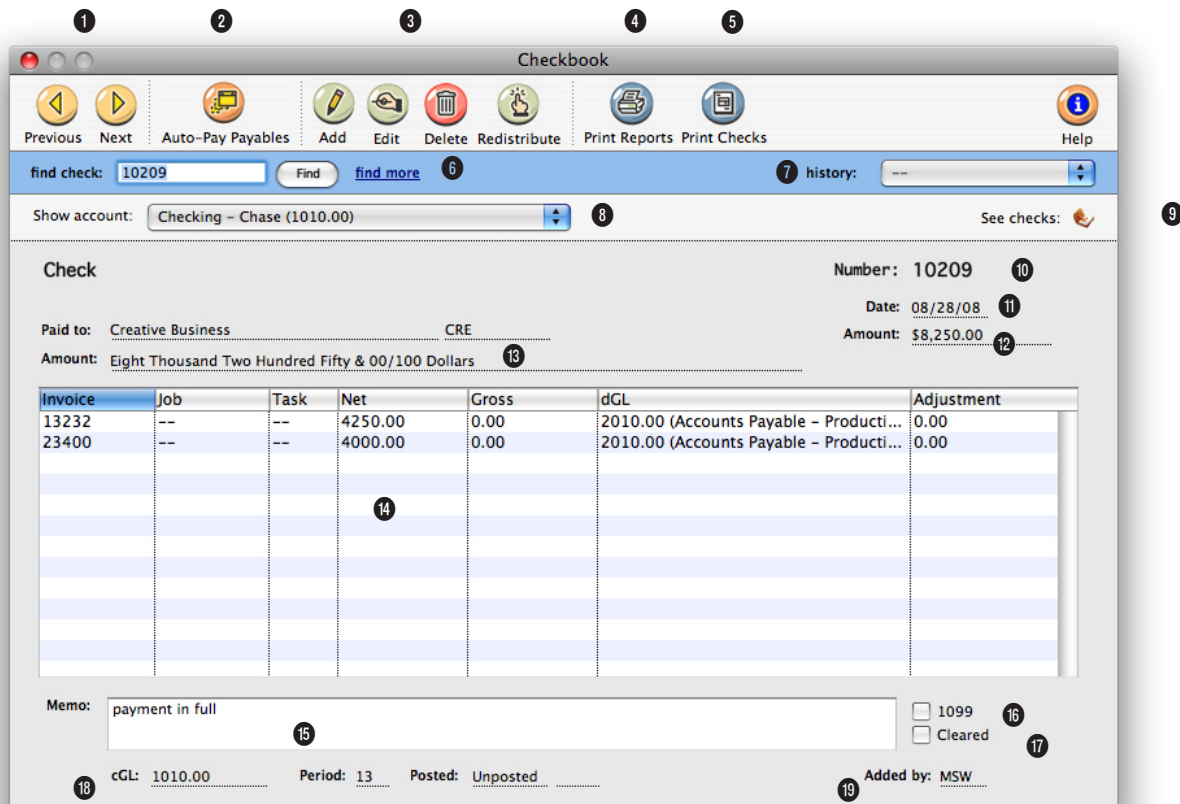 1 2 3 4 5
Checkbook
Previous Next Auto-Pay Payables Add Edit Delete Redistribute Print Reports Print Checks Help
find check: 10209 Find find more 6 7 history: --
Show account: Checking - Chase (1010.00) 8 See checks: 9
Check Number: 10209 10
Date: 08/28/08 11
Paid to: Creative Business CRE Amount: $8,250.00 12
Amount: Eight Thousand Two Hundred Fifty & 00/100 Dollars 13
Invoice Job Task Net Gross dGL Adjustment
13232 -- -- 4250.00 0.00 2010.00 (Accounts Payable - Producti... 0.00
23400 -- -- 4000.00 0.00 2010.00 (Accounts Payable - Producti... 0.00
14
Memo: payment in full 1099 16
15 Cleared 17
cGL: 1010.00 Period: 13 Posted: Unposted Added by: MSW
18 19